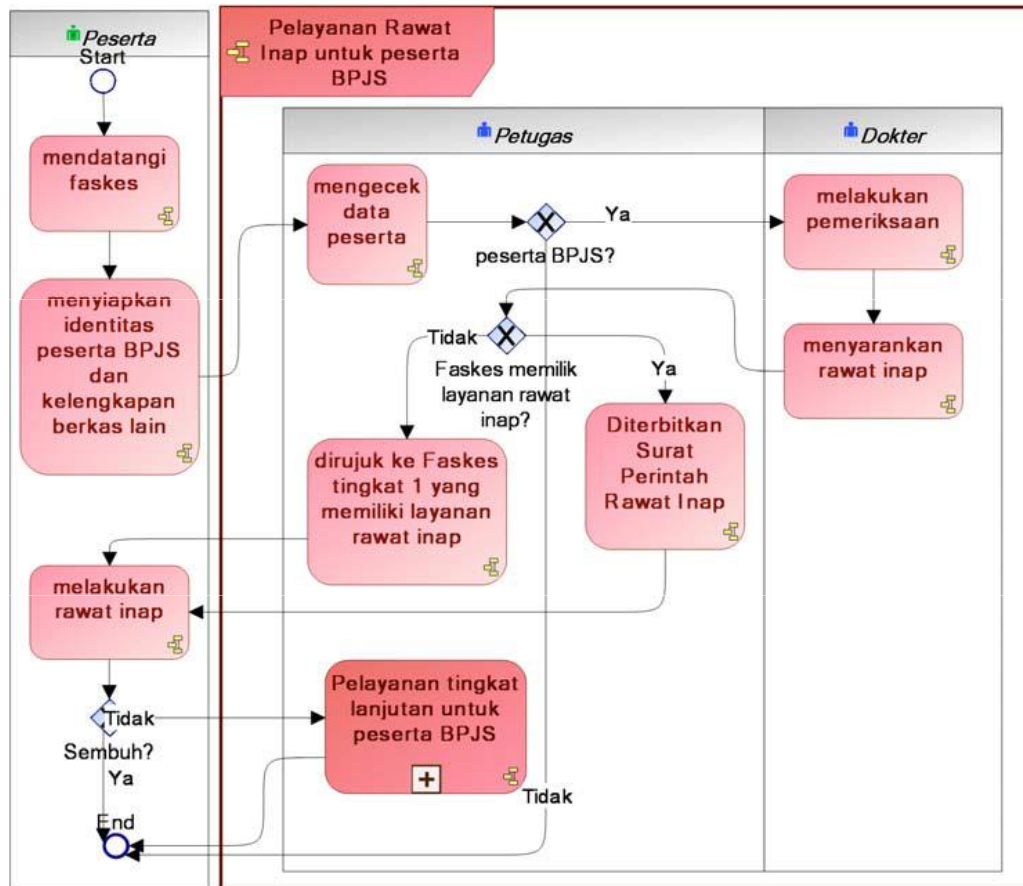 Peserta
Pelayanan Rawat
Inap untuk peserta
BPJS
Start
Petugas
Dokter
mendatangi
faskes
mengecek
data
peserta
Ya
peserta BPJS?
melakukan
pemeriksaan
menyiapkan
identitas
peserta BPJS
dan
kelengkapan
berkas lain
Tidak
Faskes memilik
layanan rawat
inap?
Ya
menyarankan
rawat inap
dirujuk ke Faskes
tingkat 1 yang
memiliki layanan
rawat inap
Diterbitkan
Surat
Perintah
Rawat Inap
melakukan
rawat inap
Tidak
Sembuh?
Ya
Pelayanan tingkat
lanjutan untuk
peserta BPJS
Tidak
End